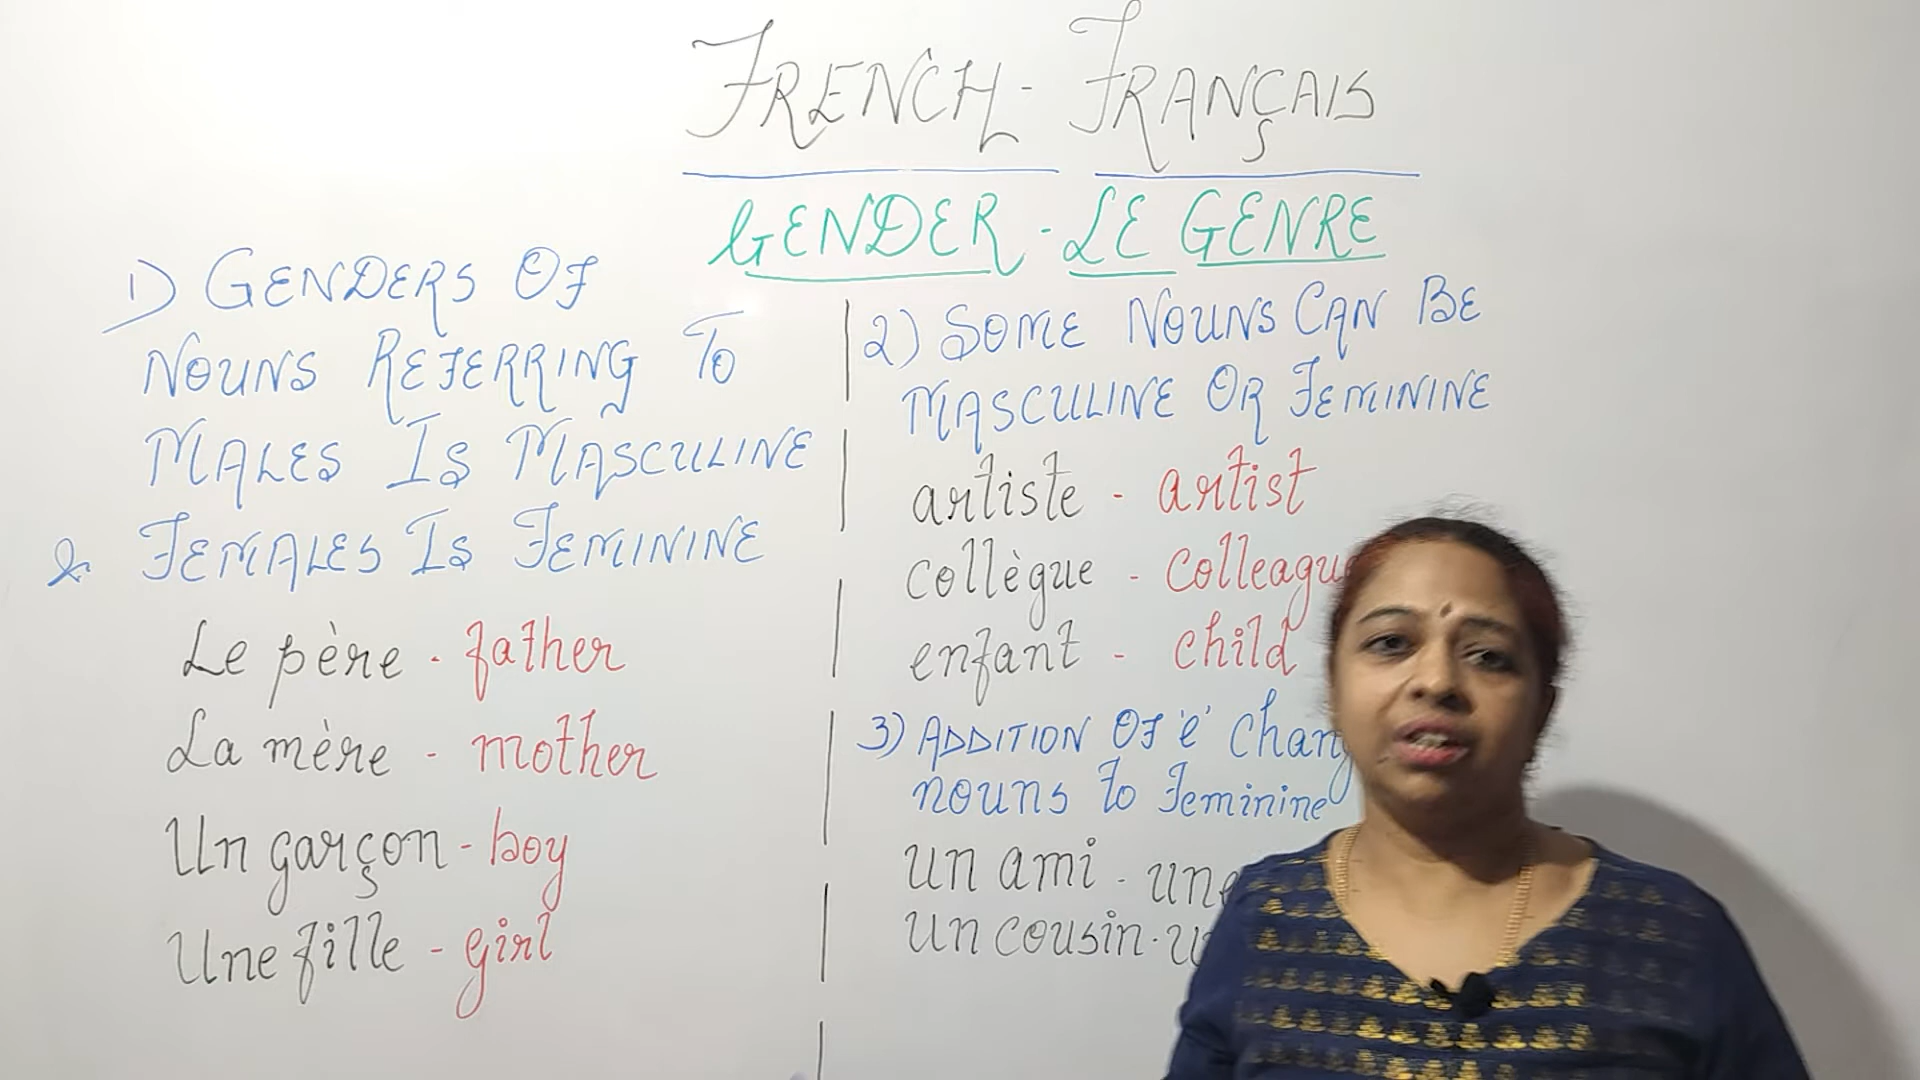 FRENCH - FRANÇAIS
GENDER - LE GENRE
1) GENDERS OF
NOUNS REFERRING TO
MALES IS MASCULINE
& FEMALES IS FEMININE
Le père - father
La mère - mother
Un garçon - boy
Une fille - girl
2) SOME NOUNS CAN BE
MASCULINE OR FEMININE
artiste - artist
collègue - colleagu
enfant - child
3) ADDITION OF 'e' Chang
nouns to Feminine
un ami - une
un cousin - u